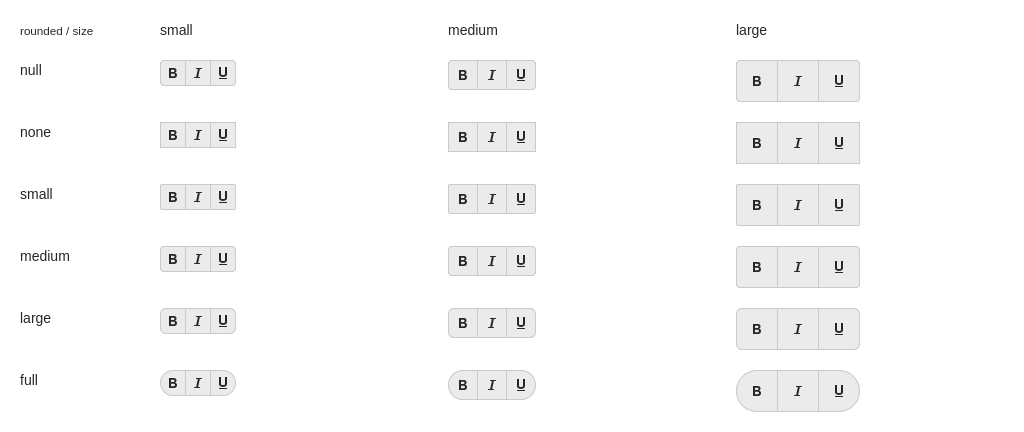 rounded / size small medium large
null B I U B I U B I U
none B I U B I U B I U
small B I U B I U B I U
medium B I U B I U B I U
large B I U B I U B I U
full B I U B I U B I U